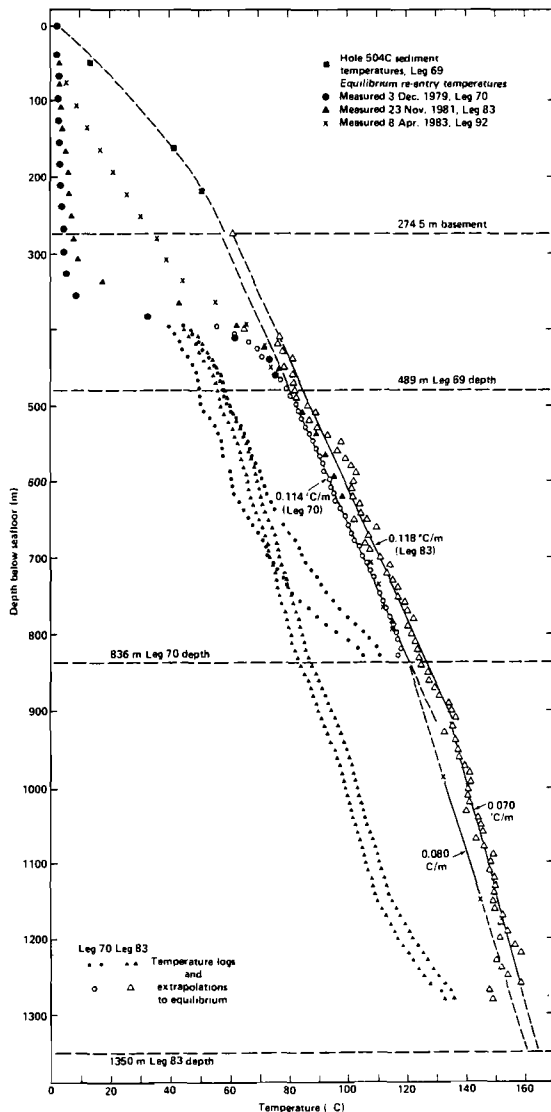 0
100
200
300
400
500
600
700
800
900
1000
1100
1200
1300
Depth below seafloor (m)
Hole 504C sediment
temperatures, Leg 69
Equilibrium re-entry temperatures
Measured 3 Dec. 1979, Leg 70
Measured 23 Nov. 1981, Leg 83
Measured 8 Apr. 1983, Leg 92
274.5 m basement
489 m Leg 69 depth
0.114 °C/m
(Leg 70)
0.118 °C/m
(Leg 83)
836 m Leg 70 depth
0.070
°C/m
0.080
C/m
Leg 70 Leg 83
Temperature logs
and
extrapolations
to equilibrium
1350 m Leg 83 depth
0 20 40 60 80 100 120 140 160
Temperature (°C)